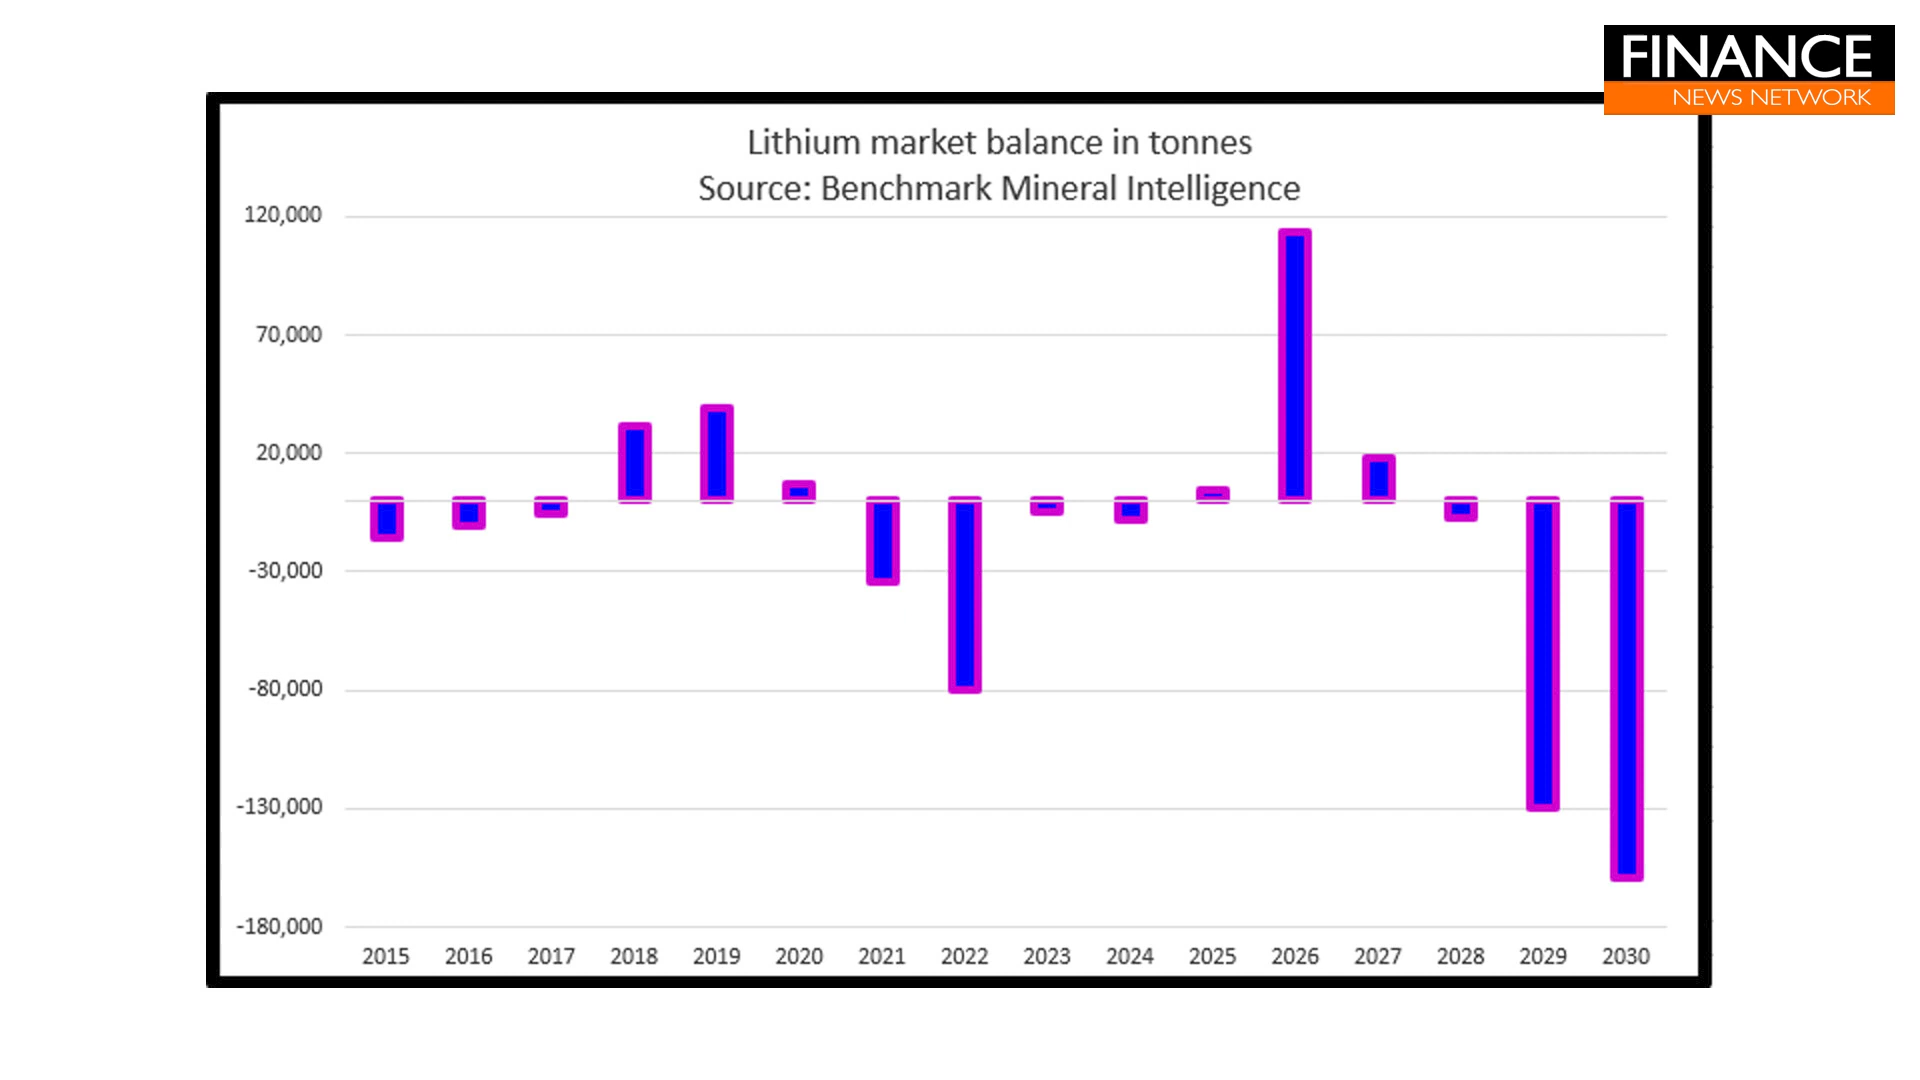 FINANCE
NEWS NETWORK
Lithium market balance in tonnes
Source: Benchmark Mineral Intelligence
120,000
70,000
20,000
-30,000
-80,000
-130,000
-180,000
2015 2016 2017 2018 2019 2020 2021 2022 2023 2024 2025 2026 2027 2028 2029 2030